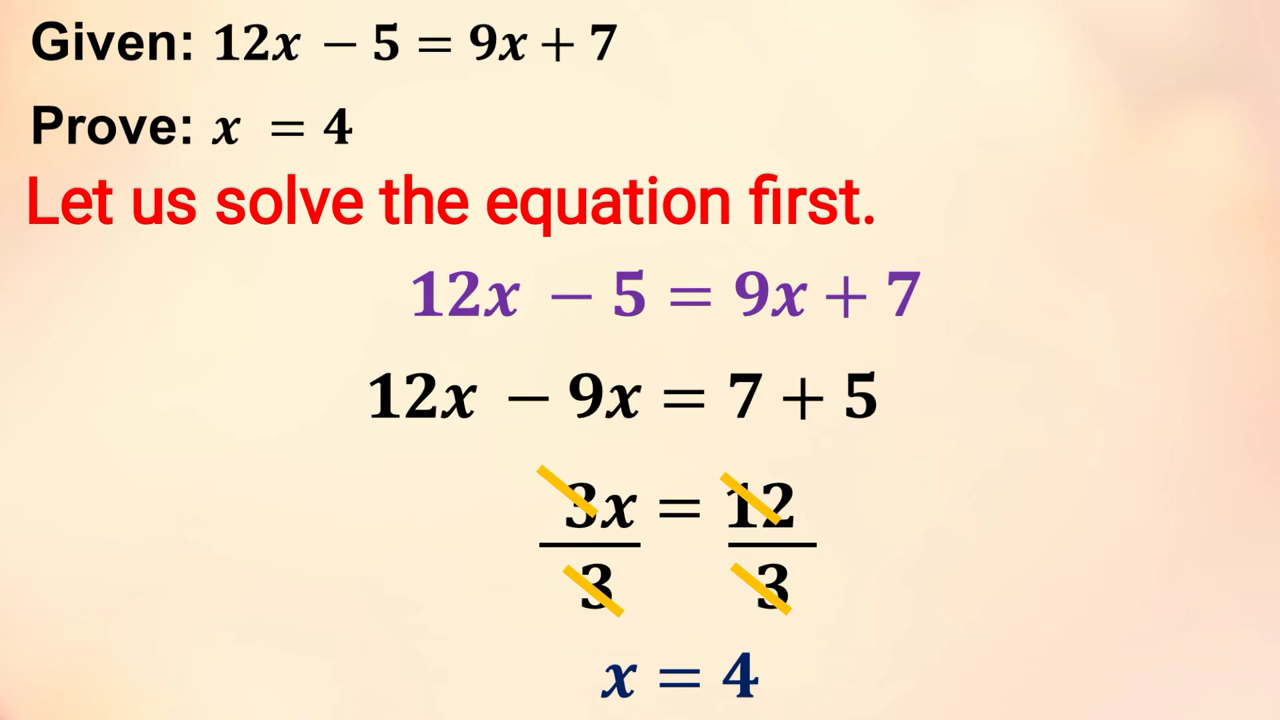 Given: 12x − 5 = 9x + 7
Prove: x = 4
Let us solve the equation first.
12x − 5 = 9x + 7
12x − 9x = 7 + 5
3x = 12
3 3
x = 4